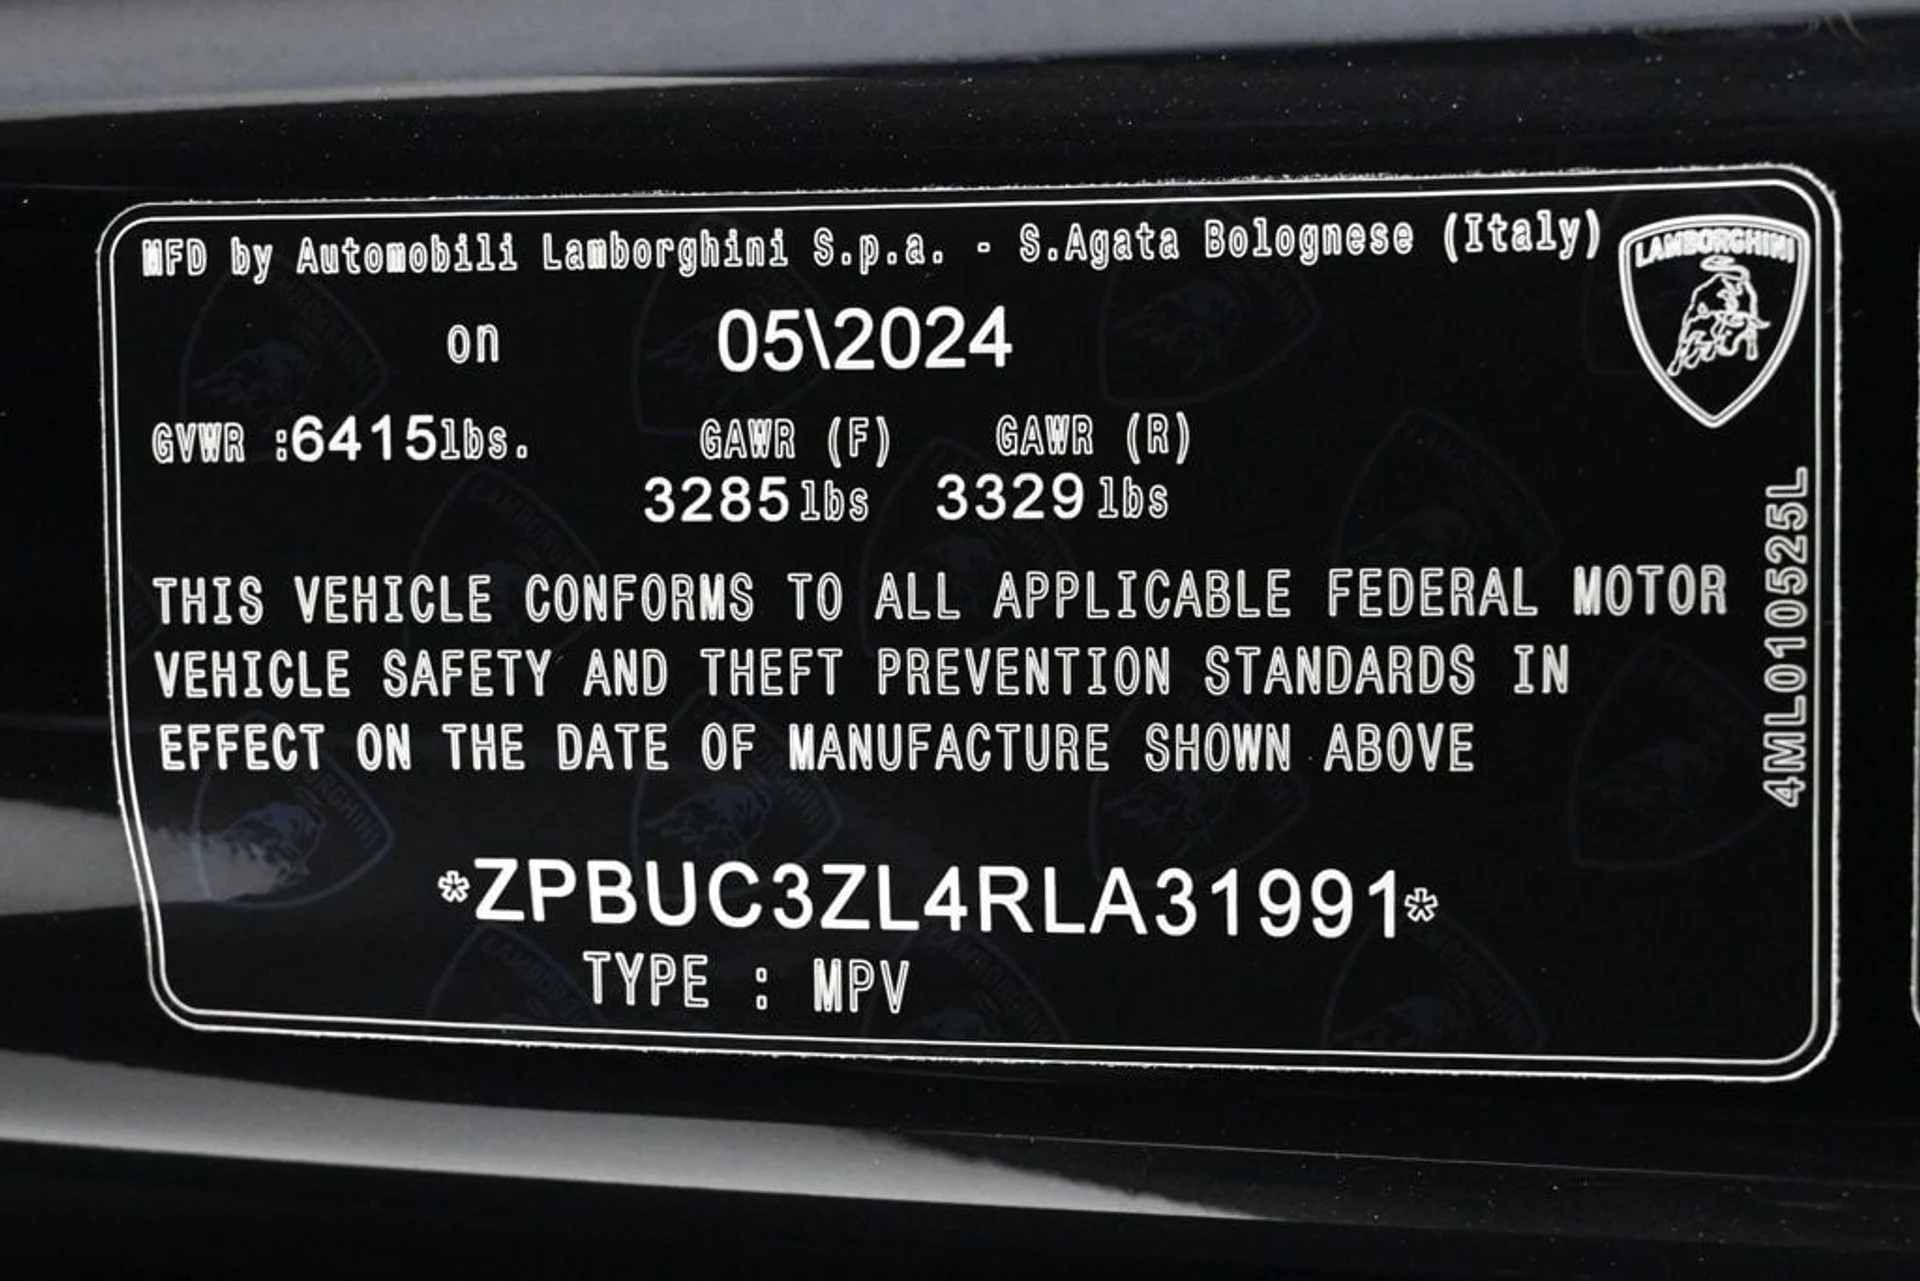 MFD by Automobili Lamborghini S.p.a. - S.Agata Bolognese (Italy)
LAMBORGHINI
on 05\2024
GVWR :6415lbs. GAWR (F) GAWR (R)
3285lbs 3329lbs
THIS VEHICLE CONFORMS TO ALL APPLICABLE FEDERAL MOTOR
VEHICLE SAFETY AND THEFT PREVENTION STANDARDS IN
EFFECT ON THE DATE OF MANUFACTURE SHOWN ABOVE
4ML010525L
*ZPBUC3ZL4RLA31991*
TYPE : MPV